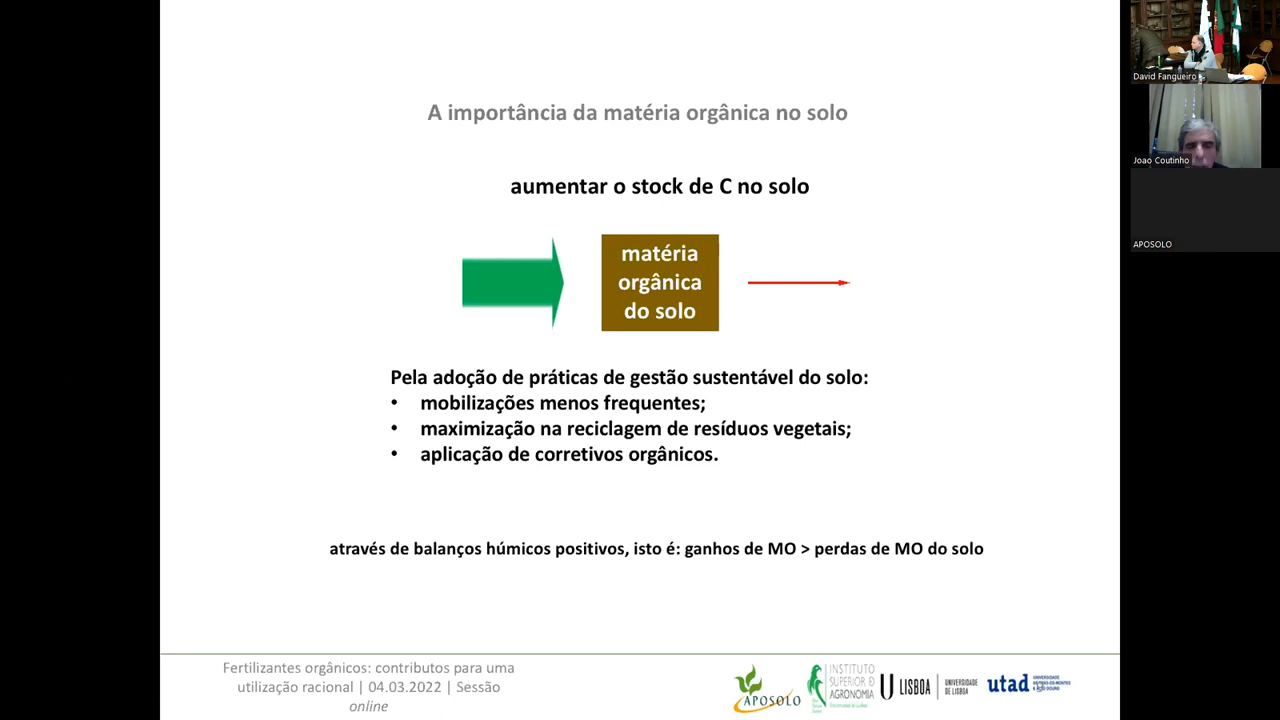 A importância da matéria orgânica no solo
aumentar o stock de C no solo
matéria
orgânica
do solo
Pela adoção de práticas de gestão sustentável do solo:
• mobilizações menos frequentes;
• maximização na reciclagem de resíduos vegetais;
• aplicação de corretivos orgânicos.
através de balanços húmicos positivos, isto é: ganhos de MO > perdas de MO do solo
Fertilizantes orgânicos: contributos para uma
utilização racional | 04.03.2022 | Sessão
online
APOSOLO
INSTITUTO
SUPERIOR D
AGRONOMIA
LISBOA
UNIVERSIDADE
DE LISBOA
utad
UNIVERSIDADE
David Fangueiro
Joao Coutinho
APOSOLO